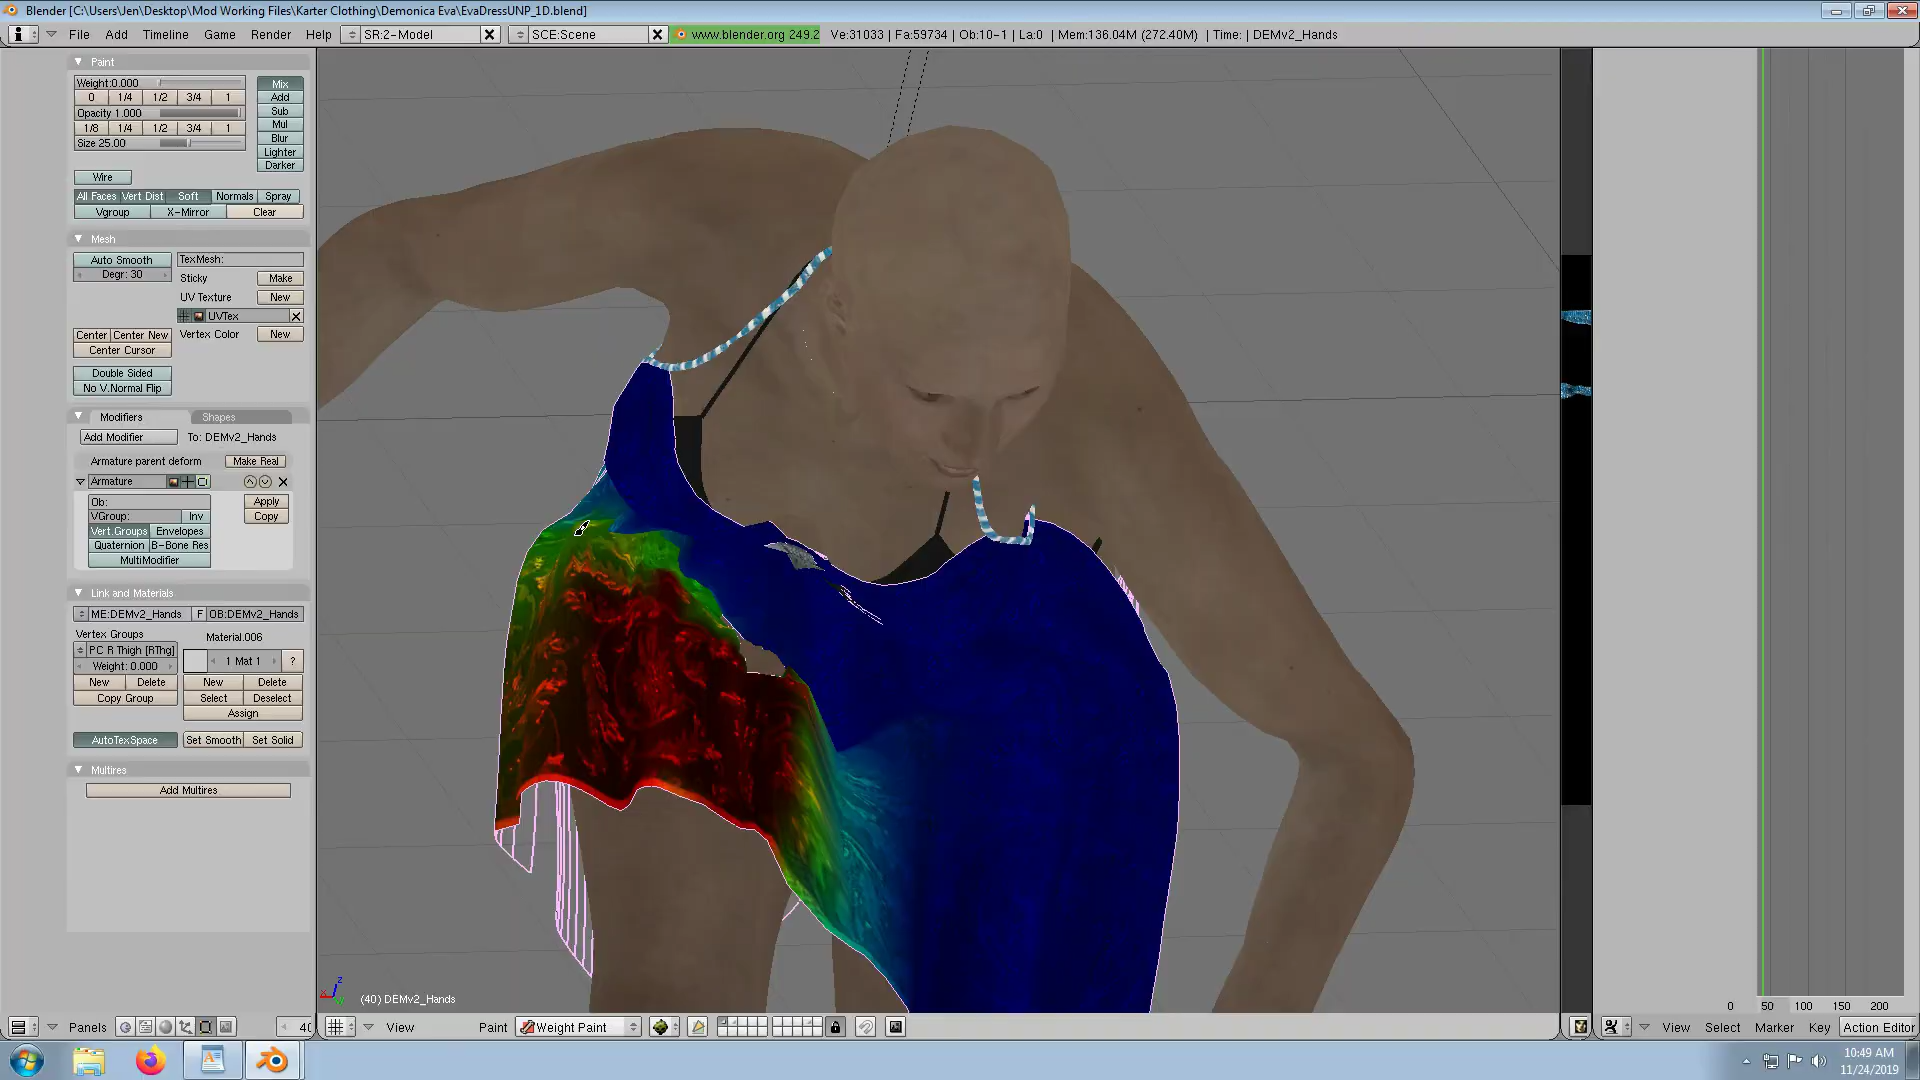 Blender [C:\Users\Jen\Desktop\Mod Working Files\Karter Clothing\Demonica Eva\EvaDressUNP_1D.blend]
File Add Timeline Game Render Help SR:2-Model SCE:Scene www.blender.org 249.2 Ve:31033 | Fa:59734 | Ob:10-1 | La:0 | Mem:136.04M (272.40M) | Time: | DEMv2_Hands
Paint
Weight:0.000
0 1/4 1/2 3/4 1
Opacity 1.000
1/8 1/4 1/2 3/4 1
Size 25.00
Mix
Add
Sub
Mul
Blur
Lighter
Darker
Wire
All Faces Vert Dist Soft Normals Spray
Vgroup X-Mirror Clear
Mesh
Auto Smooth
Degr: 30
TexMesh:
Sticky Make
UV Texture New
UVTex
Vertex Color New
Center Center New
Center Cursor
Double Sided
No V.Normal Flip
Modifiers Shapes
Add Modifier To: DEMv2_Hands
Armature parent deform Make Real
Armature
Ob:
VGroup: Inv
Apply
Copy
Vert.Groups Envelopes
Quaternion B-Bone Res
MultiModifier
Link and Materials
ME:DEMv2_Hands F OB:DEMv2_Hands
Vertex Groups
PC R Thigh [RThg]
Weight: 0.000
New Delete
Copy Group
Material.006
1 Mat 1 ?
New Delete
Select Deselect
Assign
AutoTexSpace Set Smooth Set Solid
Multires
Add Multires
z
x
(40) DEMv2_Hands
0 50 100 150 200
Panels 40 View Paint Weight Paint View Select Marker Key Action Editor
10:49 AM
11/24/2019